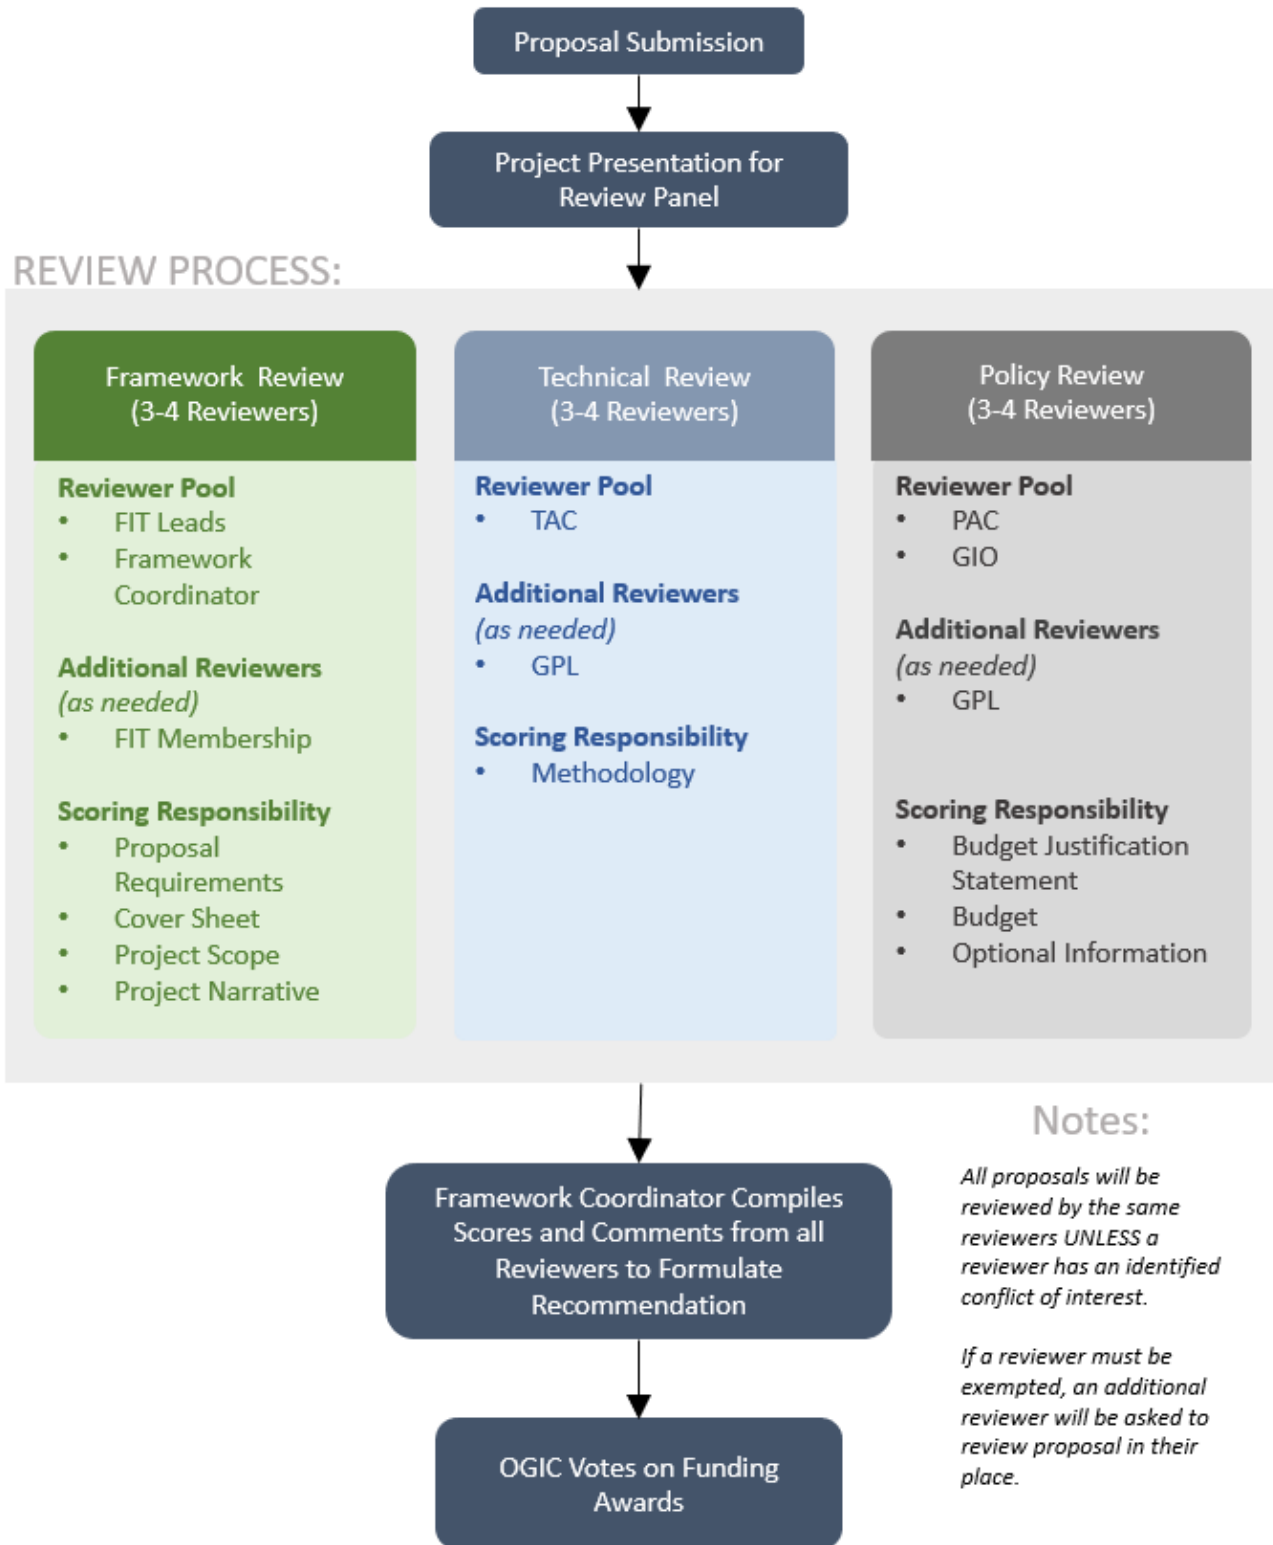 Proposal Submission
Project Presentation for
Review Panel
REVIEW PROCESS:
Framework Review
(3-4 Reviewers)
Reviewer Pool
• FIT Leads
• Framework
Coordinator
Additional Reviewers
(as needed)
• FIT Membership
Scoring Responsibility
• Proposal
Requirements
• Cover Sheet
• Project Scope
• Project Narrative
Technical Review
(3-4 Reviewers)
Reviewer Pool
• TAC
Additional Reviewers
(as needed)
• GPL
Scoring Responsibility
• Methodology
Policy Review
(3-4 Reviewers)
Reviewer Pool
• PAC
• GIO
Additional Reviewers
(as needed)
• GPL
Scoring Responsibility
• Budget Justification
Statement
• Budget
• Optional Information
Framework Coordinator Compiles
Scores and Comments from all
Reviewers to Formulate
Recommendation
OGIC Votes on Funding
Awards
Notes:
All proposals will be
reviewed by the same
reviewers UNLESS a
reviewer has an identified
conflict of interest.
If a reviewer must be
exempted, an additional
reviewer will be asked to
review proposal in their
place.